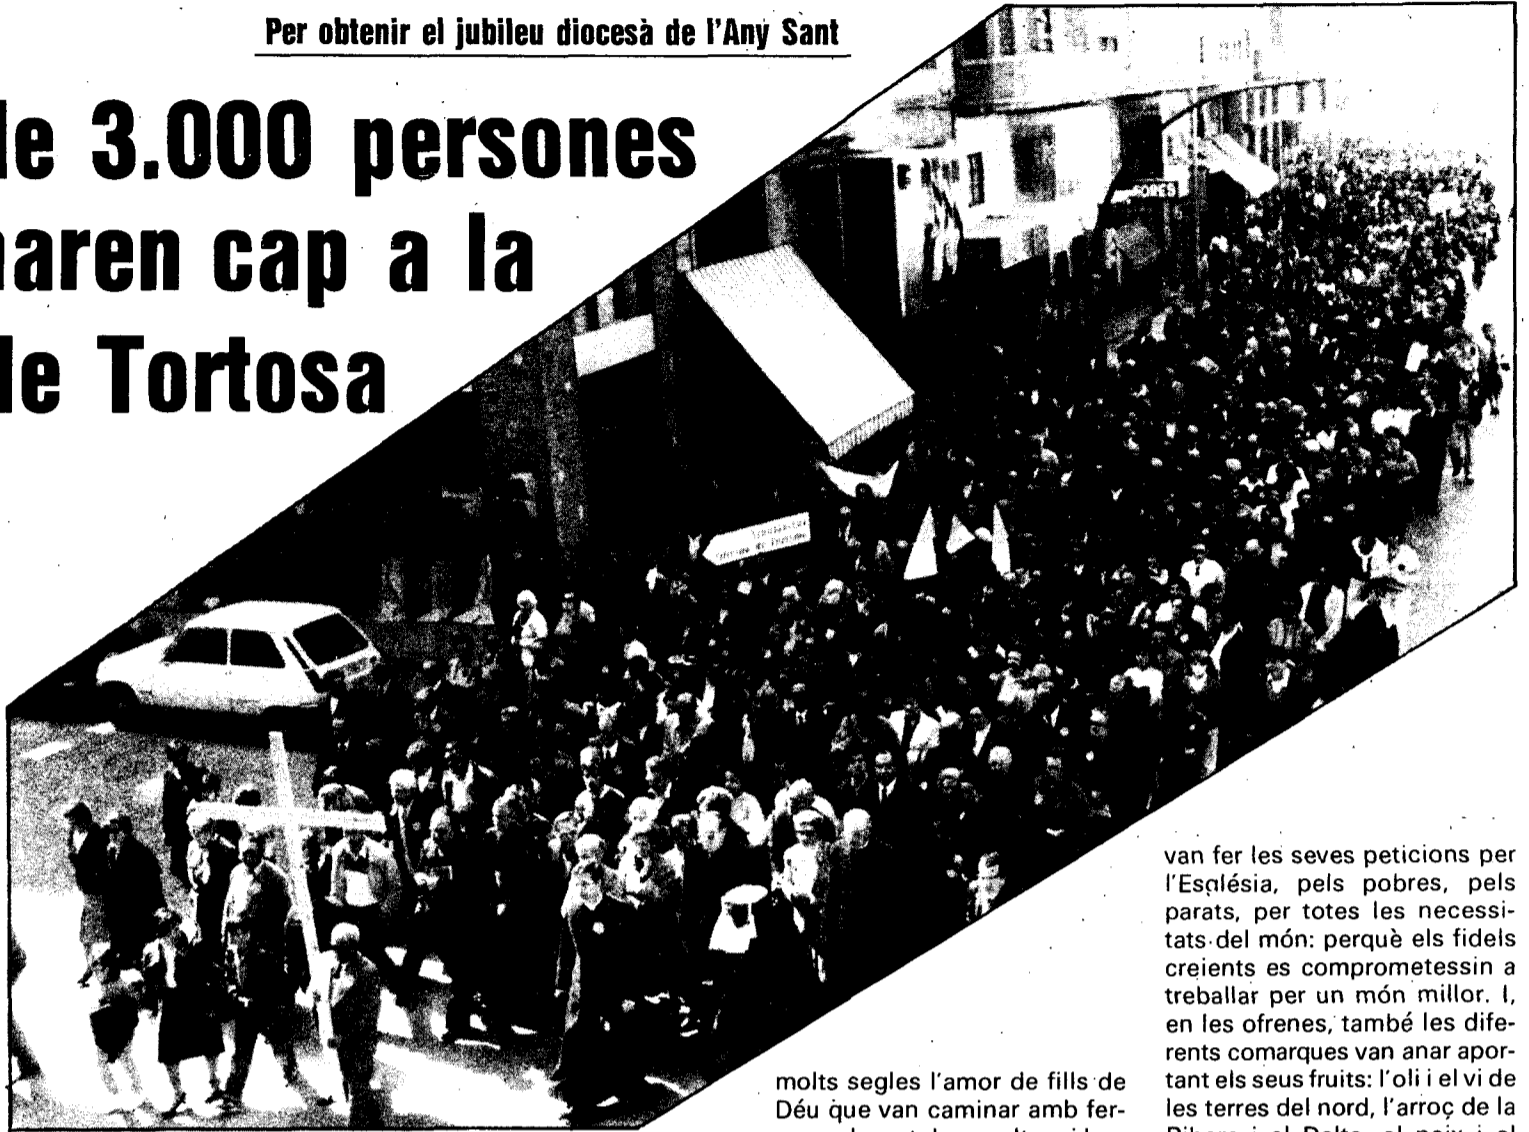 Per obtenir el jubileu diocesà de l'Any Sant
de 3.000 persones
aren cap a la
de Tortosa
molts segles l'amor de fills de
Déu que van caminar amb fer-
van fer les seves peticions per
l'Església, pels pobres, pels
parats, per totes les necessi-
tats del món: perquè els fidels
creients es comprometessin a
treballar per un món millor. I,
en les ofrenes, també les dife-
rents comarques van anar apor-
tant els seus fruits: l'oli i el vi de
les terres del nord, l'arroç de la